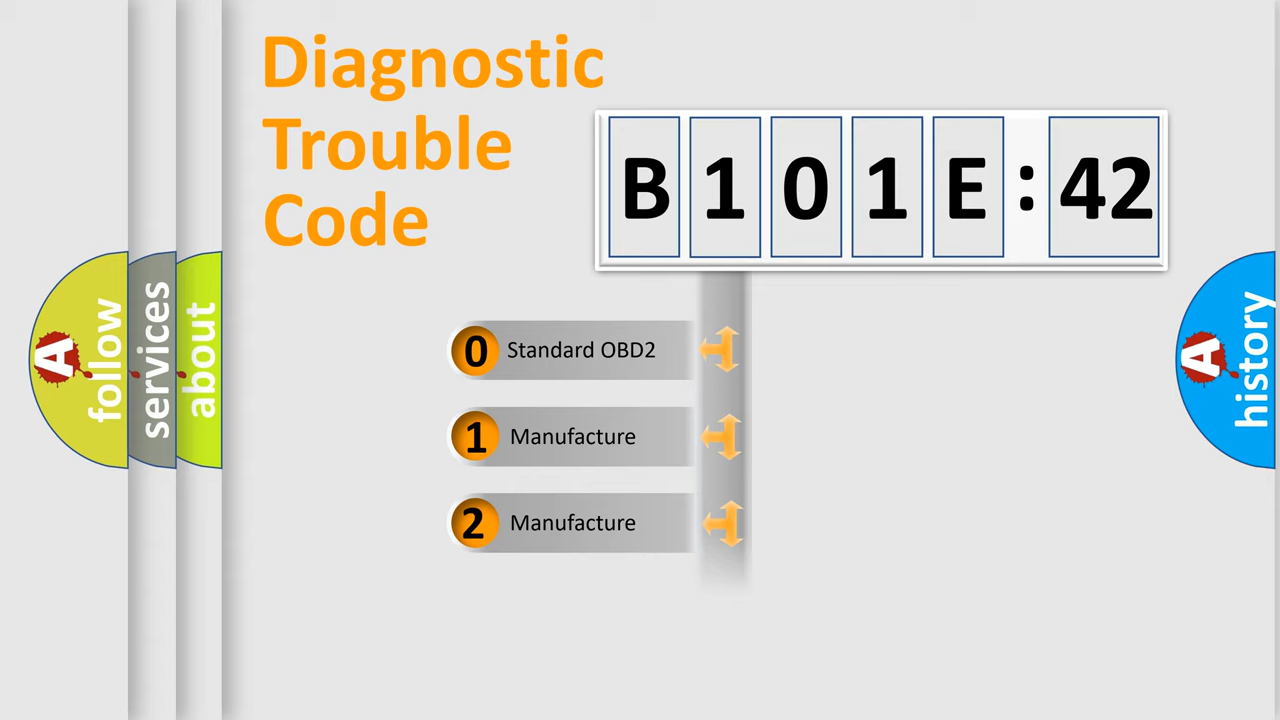 Diagnostic
Trouble
Code
B 1 0 1 E : 42
0 Standard OBD2
1 Manufacture
2 Manufacture
A follow
services
about
A history